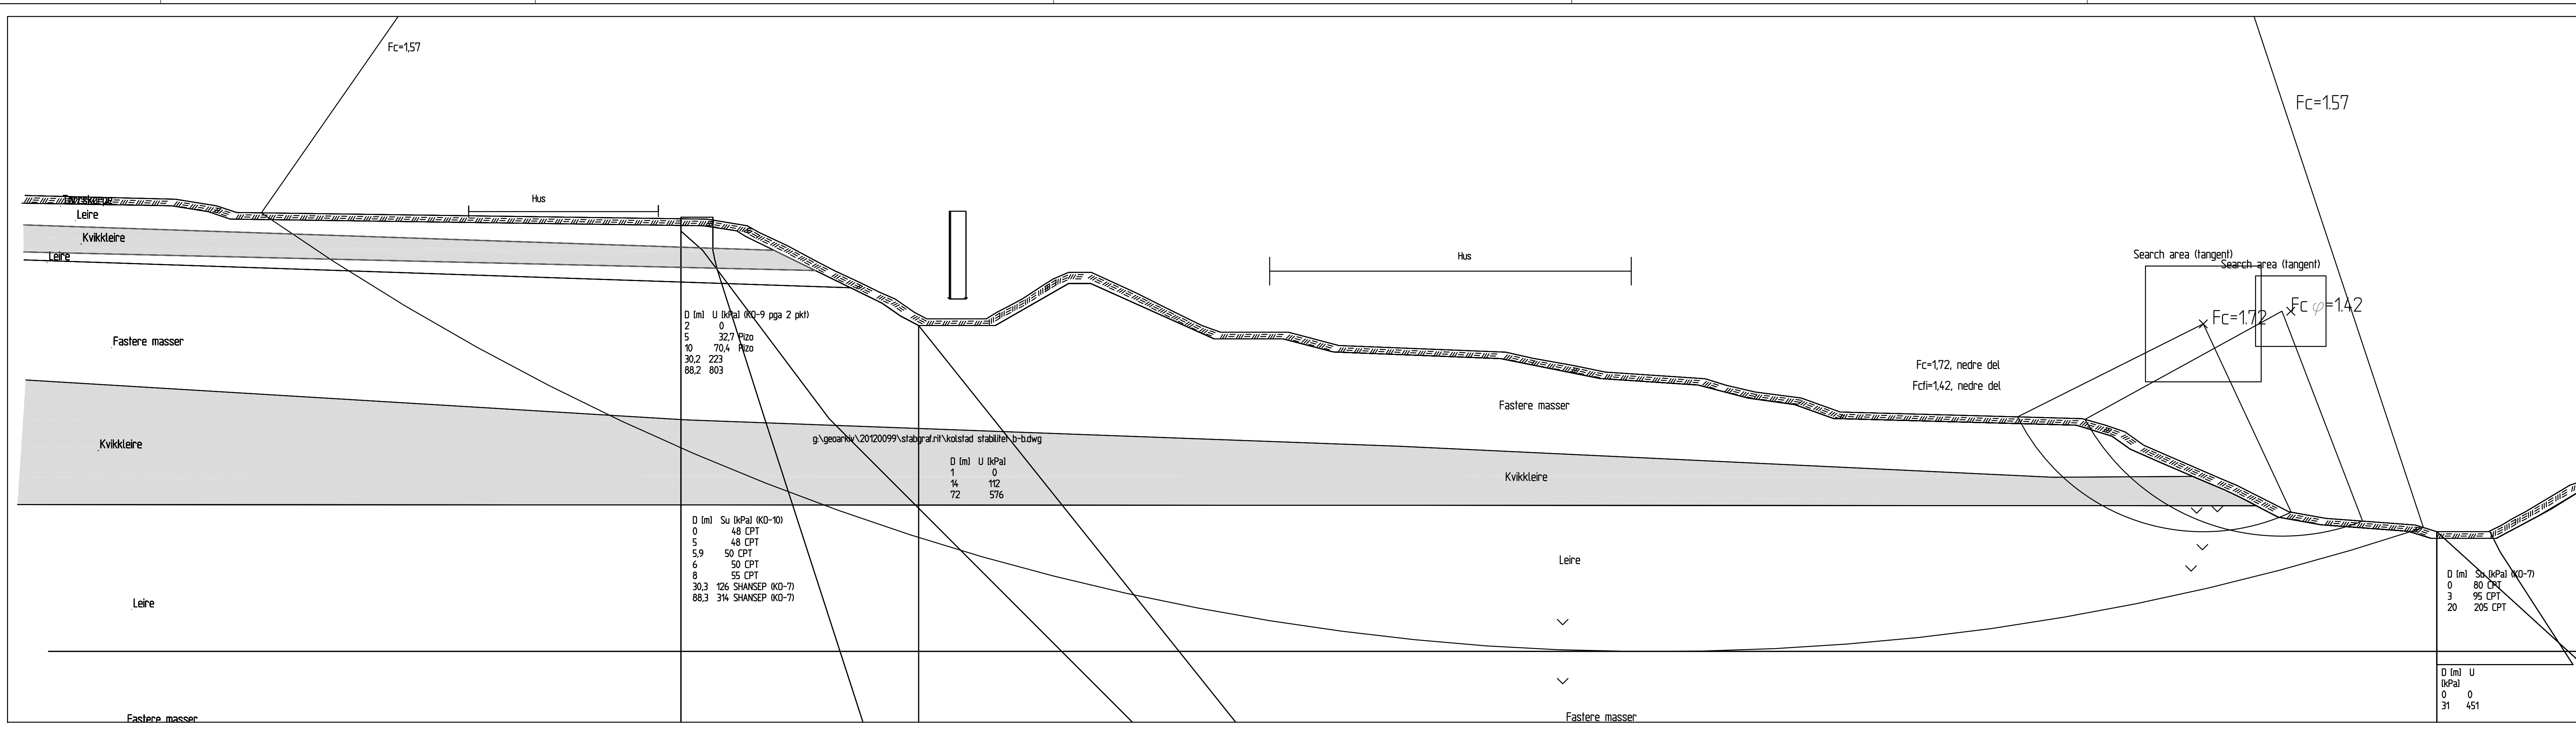 Fc=1,57
Fc=1.57
Hus
Leire
Kvikkleire
Leire
Hus
Search area (tangent)
Search area (tangent)
Fc φ=1.42
Fc=1.72
D [m] U [kPa] (KO-9 pga 2 pkt)
2 0
5 32,7 Pizo
10 70,4 Pizo
30,2 223
88,2 803
Fastere masser
Fc=1,72, nedre del
Fcfi=1,42, nedre del
Fastere masser
g:\geoarkiv\20120099\stabgraf.rit\kolstad stabilitet b-b.dwg
Kvikkleire
D [m] U [kPa]
1 0
14 112
72 576
Kvikkleire
D [m] Su [kPa] (KO-10)
0 48 CPT
5 48 CPT
5,9 50 CPT
6 50 CPT
8 55 CPT
30,3 126 SHANSEP (KO-7)
88,3 314 SHANSEP (KO-7)
Leire
D [m] Su [kPa] (KO-7)
0 80 CPT
3 95 CPT
20 205 CPT
Leire
D [m] U
[kPa]
0 0
31 451
Fastere masser
Fastere masser